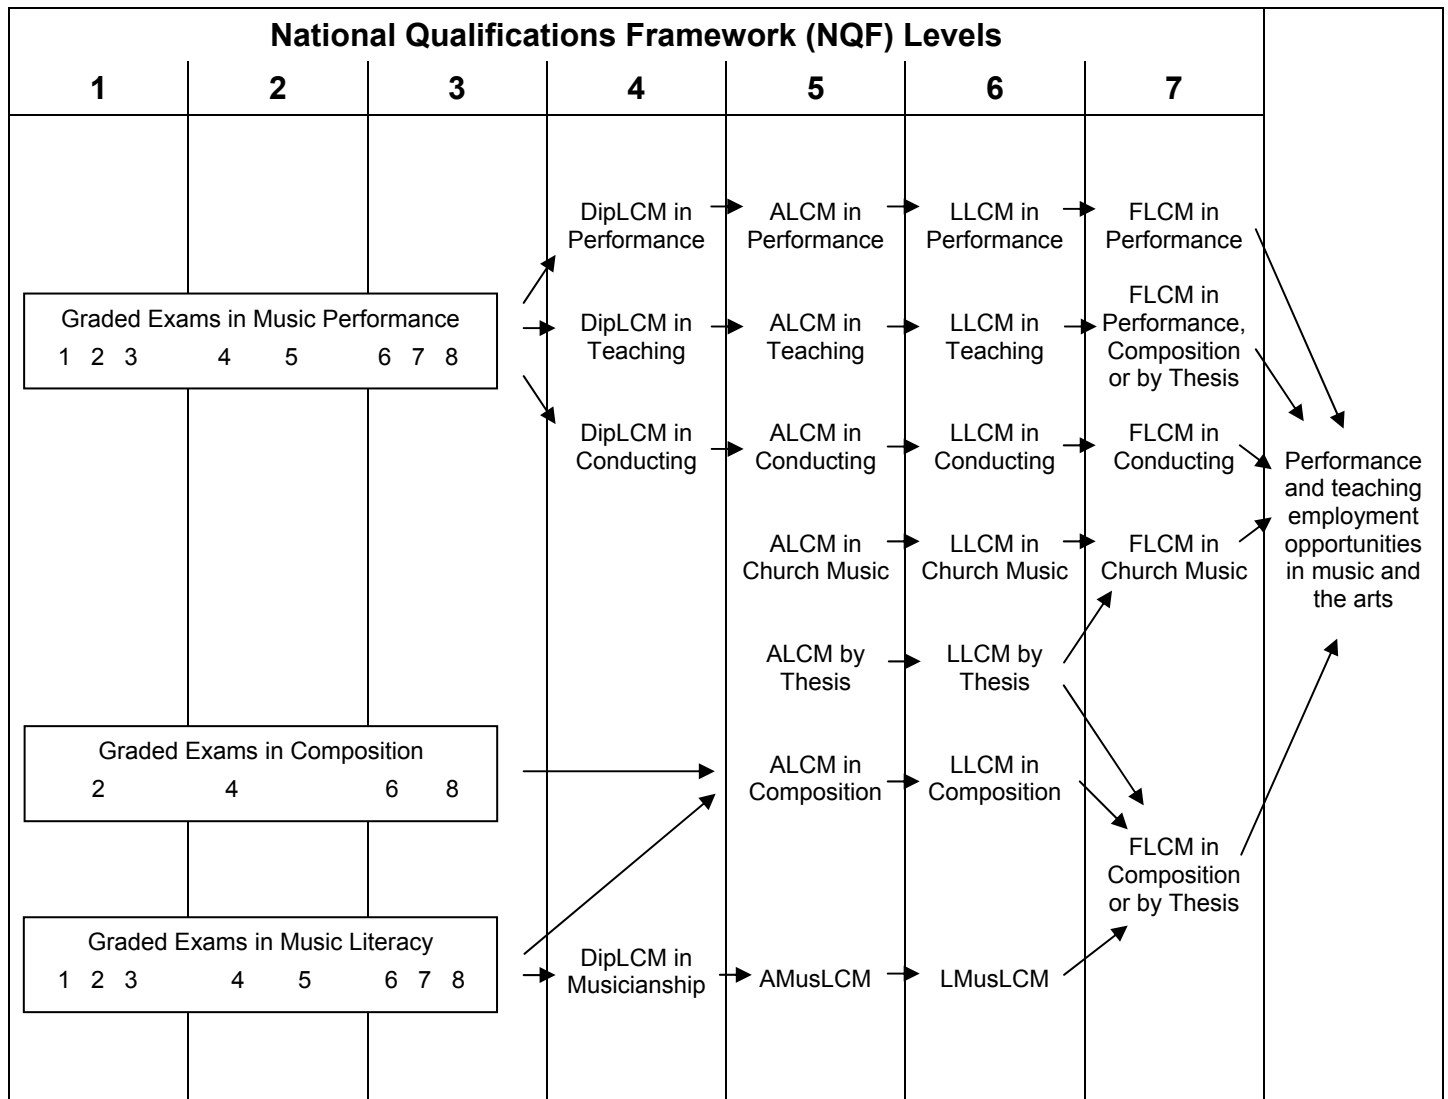 National Qualifications Framework (NQF) Levels
1 2 3 4 5 6 7
DipLCM in
Performance
ALCM in
Performance
LLCM in
Performance
FLCM in
Performance
Graded Exams in Music Performance
1 2 3 4 5 6 7 8
DipLCM in
Teaching
ALCM in
Teaching
LLCM in
Teaching
FLCM in
Performance,
Composition
or by Thesis
DipLCM in
Conducting
ALCM in
Conducting
LLCM in
Conducting
FLCM in
Conducting
Performance
and teaching
employment
opportunities
in music and
the arts
ALCM in
Church Music
LLCM in
Church Music
FLCM in
Church Music
ALCM by
Thesis
LLCM by
Thesis
Graded Exams in Composition
2 4 6 8
ALCM in
Composition
LLCM in
Composition
FLCM in
Composition
or by Thesis
Graded Exams in Music Literacy
1 2 3 4 5 6 7 8
DipLCM in
Musicianship
AMusLCM
LMusLCM